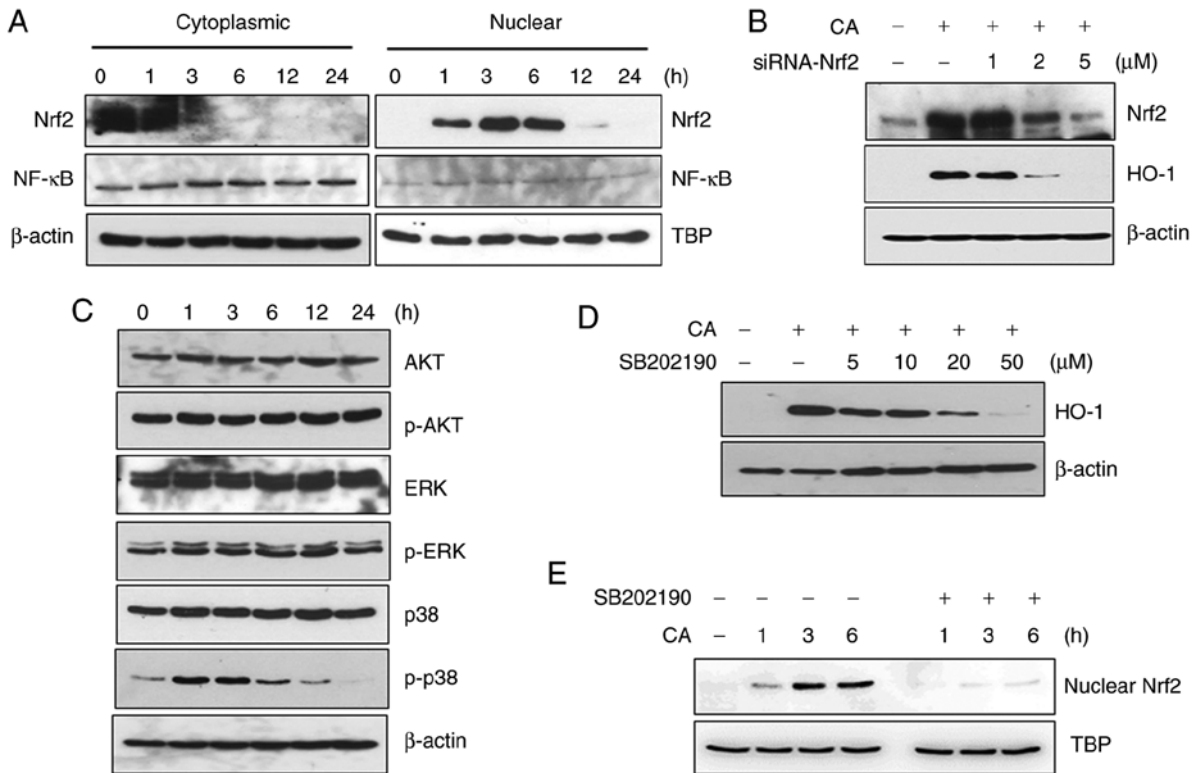 A
Cytoplasmic Nuclear
0 1 3 6 12 24 0 1 3 6 12 24 (h)
Nrf2 Nrf2
NF-κB NF-κB
β-actin TBP
B
CA – + + + +
siRNA-Nrf2 – – 1 2 5 (μM)
Nrf2
HO-1
β-actin
C
0 1 3 6 12 24 (h)
AKT
p-AKT
ERK
p-ERK
p38
p-p38
β-actin
D
CA – + + + + +
SB202190 – – 5 10 20 50 (μM)
HO-1
β-actin
E
SB202190 – – – – + + +
CA – 1 3 6 1 3 6 (h)
Nuclear Nrf2
TBP